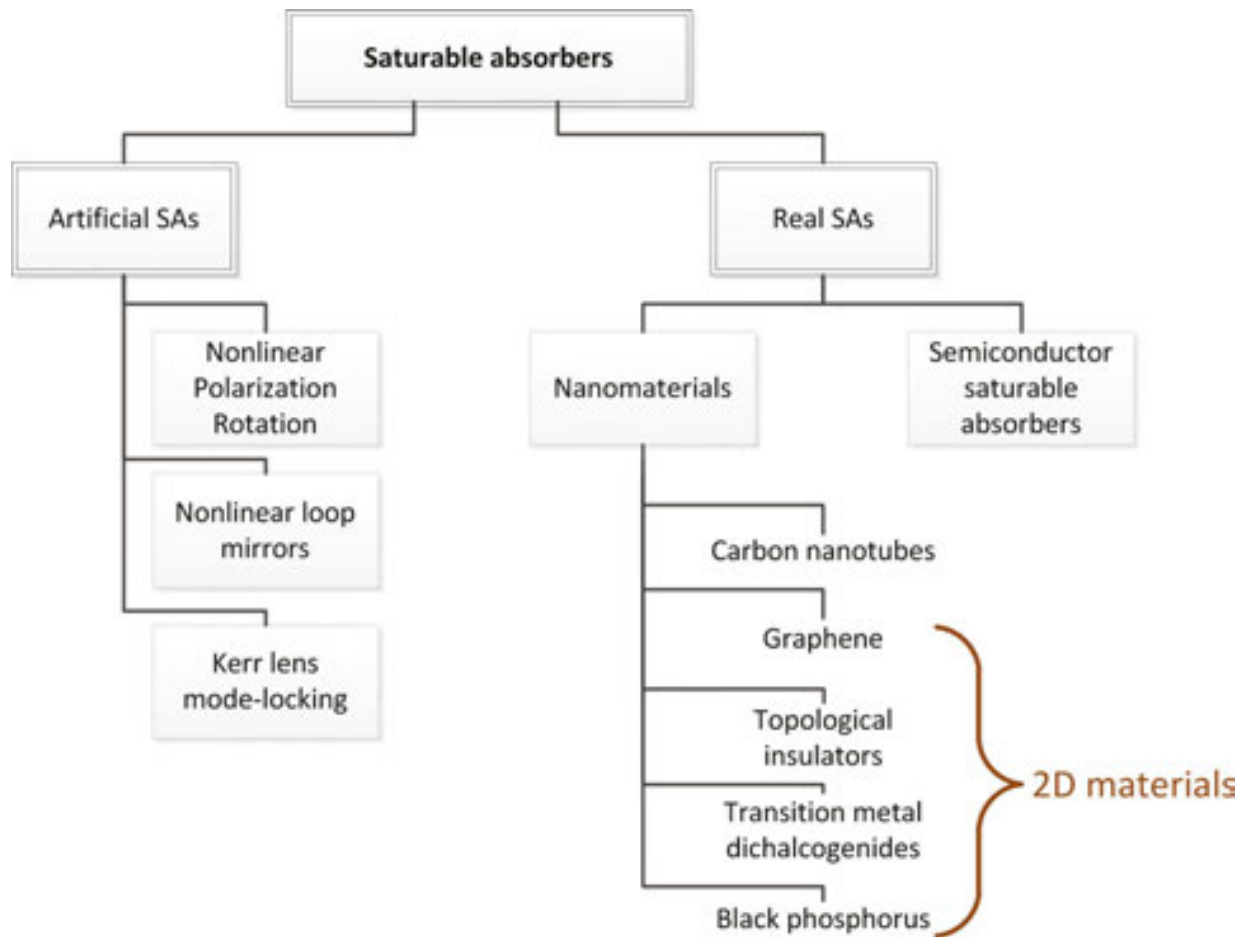 Saturable absorbers
Artificial SAs
Real SAs
Nonlinear
Polarization
Rotation
Nanomaterials
Semiconductor
saturable
absorbers
Nonlinear loop
mirrors
Carbon nanotubes
Graphene
Kerr lens
mode-locking
Topological
insulators
2D materials
Transition metal
dichalcogenides
Black phosphorus